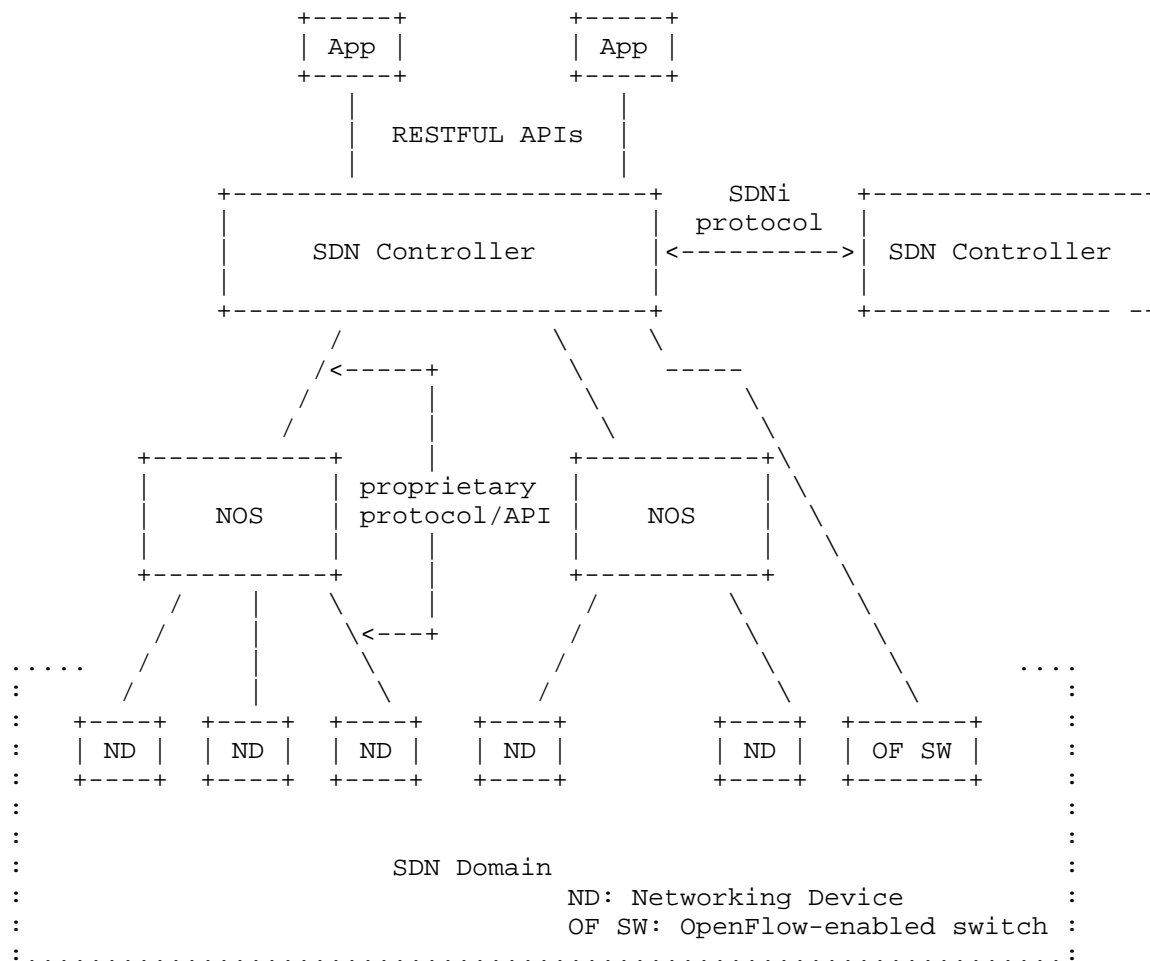 App App
RESTFUL APIs
SDNi
protocol
SDN Controller SDN Controller
proprietary
NOS protocol/API NOS
ND ND ND ND ND OF SW
SDN Domain
ND: Networking Device
OF SW: OpenFlow-enabled switch